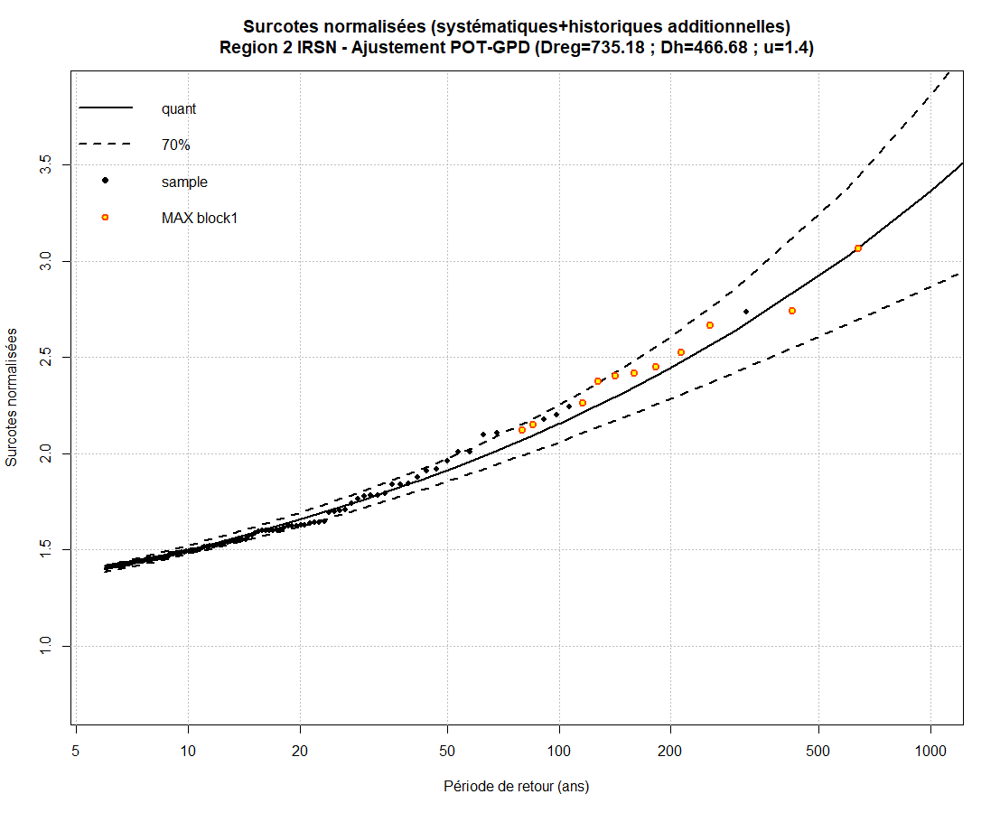 Surcotes normalisées (systématiques+historiques additionnelles)
Region 2 IRSN - Ajustement POT-GPD (Dreg=735.18 ; Dh=466.68 ; u=1.4)
quant
70%
sample
MAX block1
Surcotes normalisées
3.5
3.0
2.5
2.0
1.5
1.0
5 10 20 50 100 200 500 1000
Période de retour (ans)